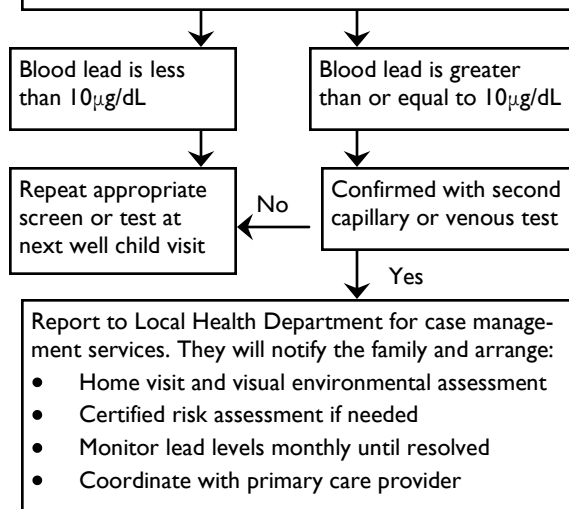 Blood lead is less
than 10µg/dL
Blood lead is greater
than or equal to 10µg/dL
Repeat appropriate
screen or test at
next well child visit
No
Confirmed with second
capillary or venous test
Yes
Report to Local Health Department for case manage-
ment services. They will notify the family and arrange:
• Home visit and visual environmental assessment
• Certified risk assessment if needed
• Monitor lead levels monthly until resolved
• Coordinate with primary care provider